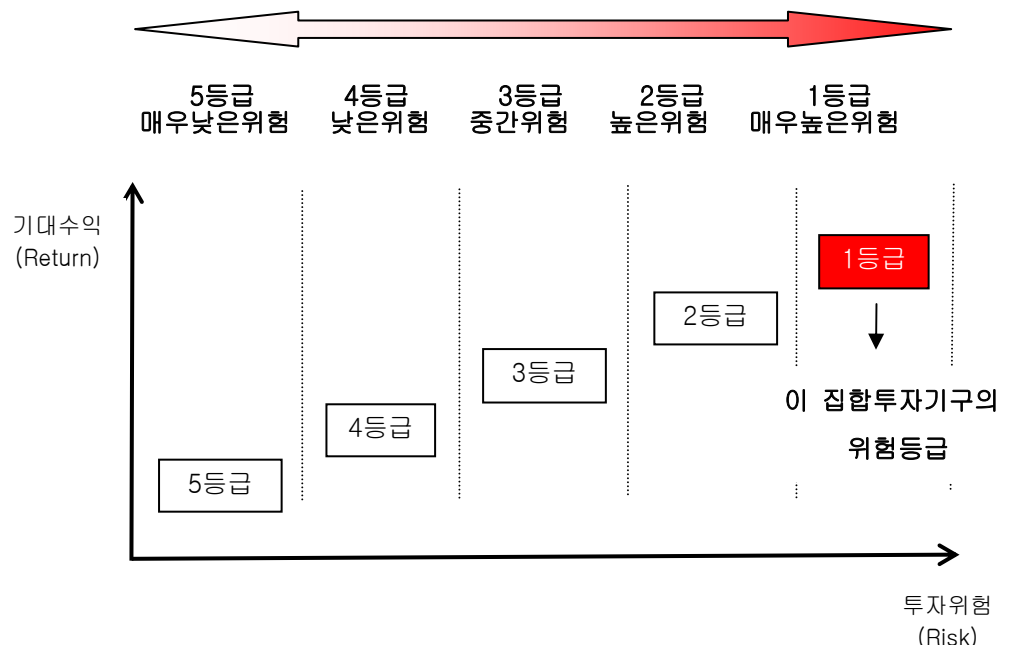 5등급 4등급 3등급 2등급 1등급
매우낮은위험 낮은위험 중간위험 높은위험 매우높은위험
기대수익
(Return)
1등급
2등급
3등급
이 집합투자기구의
4등급
위험등급
5등급
투자위험
(Risk)